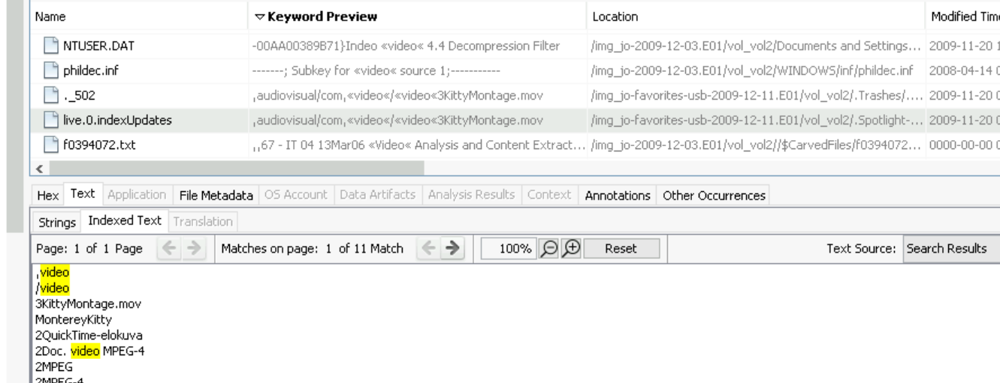 Name Keyword Preview Location Modified Time
NTUSER.DAT -00AA00389B71}Indeo «video« 4.4 Decompression Filter /img_jo-2009-12-03.E01/vol_vol2/Documents and Settings... 2009-11-20 1
phildec.inf -------; Subkey for «video« source 1;----------- /img_jo-2009-12-03.E01/vol_vol2/WINDOWS/inf/phildec.inf 2008-04-14 0
._502 ,audiovisual/com,«video«/«video«3KittyMontage.mov /img_jo-favorites-usb-2009-12-11.E01/vol_vol2/.Trashes/.... 2009-11-20 0
live.0.indexUpdates ,audiovisual/com,«video«/«video«3KittyMontage.mov /img_jo-favorites-usb-2009-12-11.E01/vol_vol2/.Spotlight-... 2009-11-20 0
f0394072.txt ,,67 - IT 04 13Mar06 «Video« Analysis and Content Extract... /img_jo-2009-12-03.E01/vol_vol2//$CarvedFiles/f0394072... 0000-00-00 0
Hex Text Application File Metadata OS Account Data Artifacts Analysis Results Context Annotations Other Occurrences
Strings Indexed Text Translation
Page: 1 of 1 Page Matches on page: 1 of 11 Match 100% Reset Text Source: Search Results
,video
/video
3KittyMontage.mov
MontereyKitty
2QuickTime-elokuva
2Doc. video MPEG-4
2MPEG
2MPEG-4